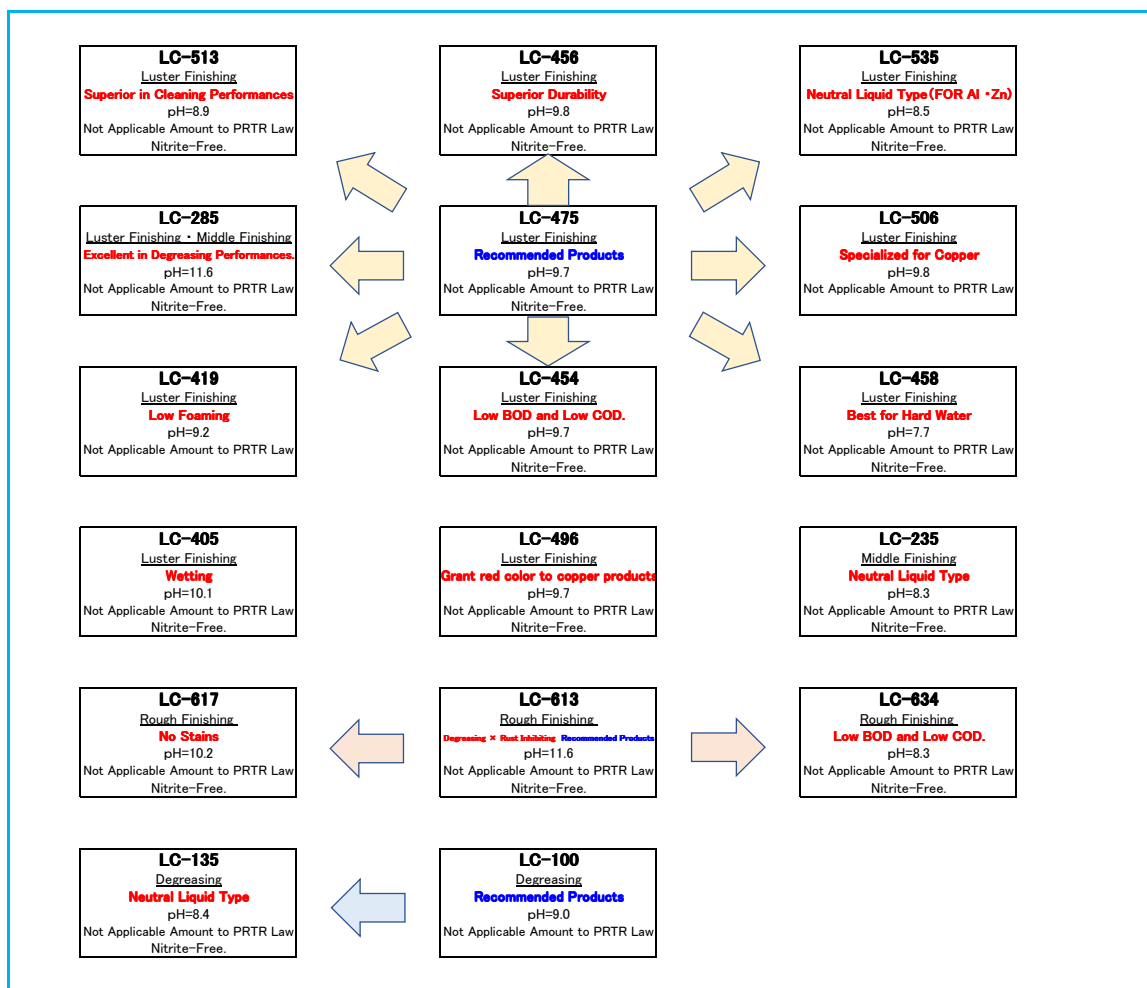 LC-513
Luster Finishing
Superior in Cleaning Performances
pH=8.9
Not Applicable Amount to PRTR Law
Nitrite-Free.
LC-456
Luster Finishing
Superior Durability
pH=9.8
Not Applicable Amount to PRTR Law
Nitrite-Free.
LC-535
Luster Finishing
Neutral Liquid Type(FOR Al ・Zn)
pH=8.5
Not Applicable Amount to PRTR Law
Nitrite-Free.
LC-285
Luster Finishing ・ Middle Finishing
Excellent in Degreasing Performances.
pH=11.6
Not Applicable Amount to PRTR Law
Nitrite-Free.
LC-475
Luster Finishing
Recommended Products
pH=9.7
Not Applicable Amount to PRTR Law
Nitrite-Free.
LC-506
Luster Finishing
Specialized for Copper
pH=9.8
Not Applicable Amount to PRTR Law
LC-419
Luster Finishing
Low Foaming
pH=9.2
Not Applicable Amount to PRTR Law
LC-454
Luster Finishing
Low BOD and Low COD.
pH=9.7
Not Applicable Amount to PRTR Law
Nitrite-Free.
LC-458
Luster Finishing
Best for Hard Water
pH=7.7
Not Applicable Amount to PRTR Law
Nitrite-Free.
LC-405
Luster Finishing
Wetting
pH=10.1
Not Applicable Amount to PRTR Law
Nitrite-Free.
LC-496
Luster Finishing
Grant red color to copper products
pH=9.7
Not Applicable Amount to PRTR Law
Nitrite-Free.
LC-235
Middle Finishing
Neutral Liquid Type
pH=8.3
Not Applicable Amount to PRTR Law
Nitrite-Free.
LC-617
Rough Finishing
No Stains
pH=10.2
Not Applicable Amount to PRTR Law
Nitrite-Free.
LC-613
Rough Finishing
Degreasing × Rust Inhibiting Recommended Products
pH=11.6
Not Applicable Amount to PRTR Law
Nitrite-Free.
LC-634
Rough Finishing
Low BOD and Low COD.
pH=8.3
Not Applicable Amount to PRTR Law
Nitrite-Free.
LC-135
Degreasing
Neutral Liquid Type
pH=8.4
Not Applicable Amount to PRTR Law
Nitrite-Free.
LC-100
Degreasing
Recommended Products
pH=9.0
Not Applicable Amount to PRTR Law